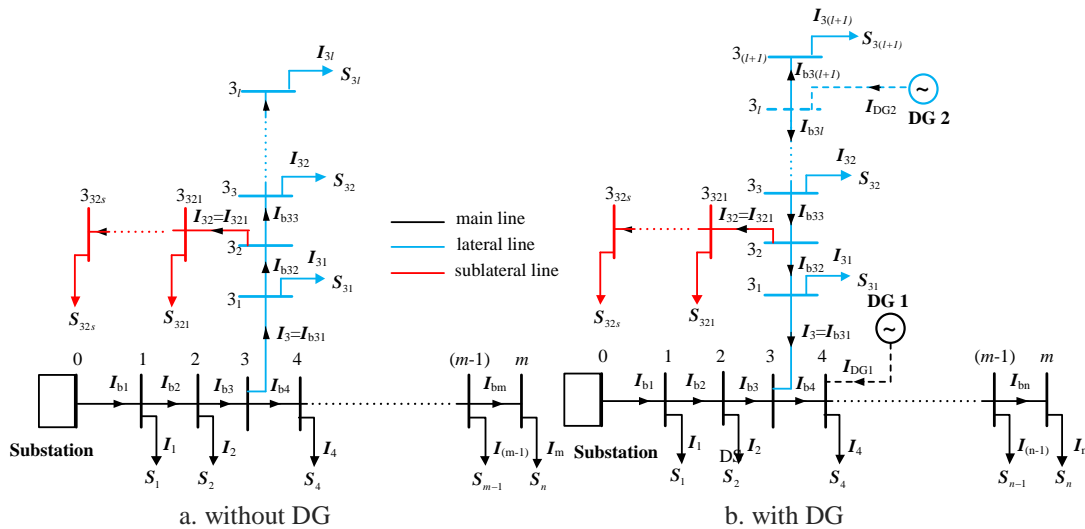 I3l
S3l
3l
I32
S32
33
332s
3321
I32=I321
Ib33
32
Ib32
I31
31
S31
S32s
S321
I3=Ib31
0
1
2
3
4
(m-1)
m
Ib1
Ib2
Ib3
Ib4
Ibm
Substation
I1
I2
I4
I(m-1)
Im
S1
S2
S4
Sm−1
Sn
a. without DG
main line
lateral line
sublateral line
I3(l+1)
S3(l+1)
3(l+1)
Ib3(l+1)
3l
~
IDG2
DG 2
Ib3l
I32
S32
33
332s
3321
I32=I321
Ib33
32
Ib32
I31
31
S31
DG 1
~
S32s
S321
I3=Ib31
IDG1
0
1
2
3
4
(m-1)
m
Ib1
Ib2
Ib3
Ib4
Ibn
Substation
I1
DS
I2
I4
I(n-1)
S1
S2
S4
Sn−1
Sn
b. with DG